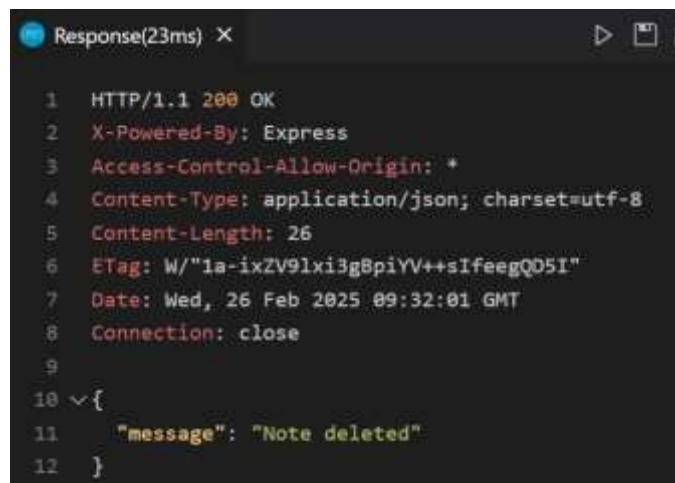 Response(23ms) ×
1 HTTP/1.1 200 OK
2 X-Powered-By: Express
3 Access-Control-Allow-Origin: *
4 Content-Type: application/json; charset=utf-8
5 Content-Length: 26
6 ETag: W/"1a-ixZV9lxi3gBpiYV++sIfeegQD5I"
7 Date: Wed, 26 Feb 2025 09:32:01 GMT
8 Connection: close
9
10 {
11 "message": "Note deleted"
12 }